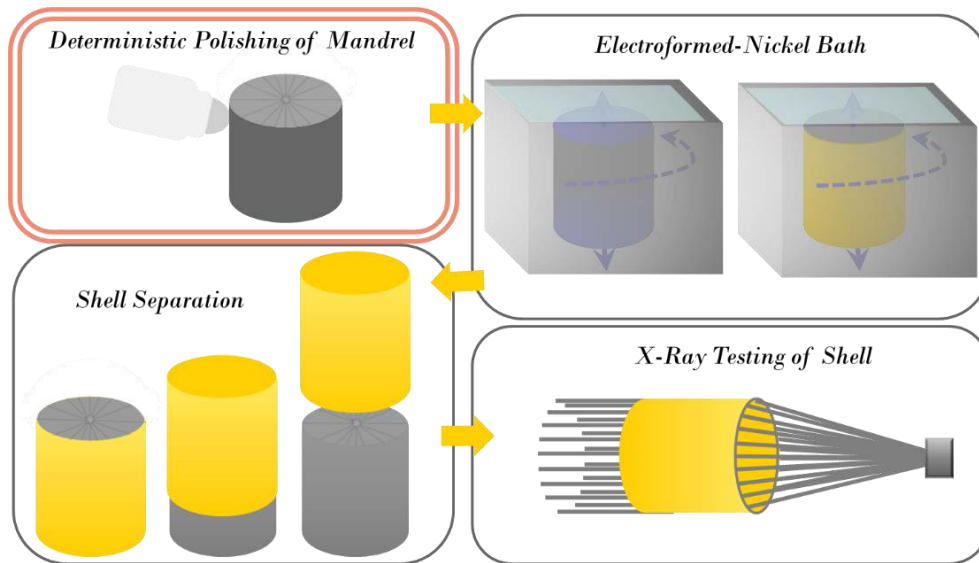 Deterministic Polishing of Mandrel
Electroformed-Nickel Bath
Shell Separation
X-Ray Testing of Shell